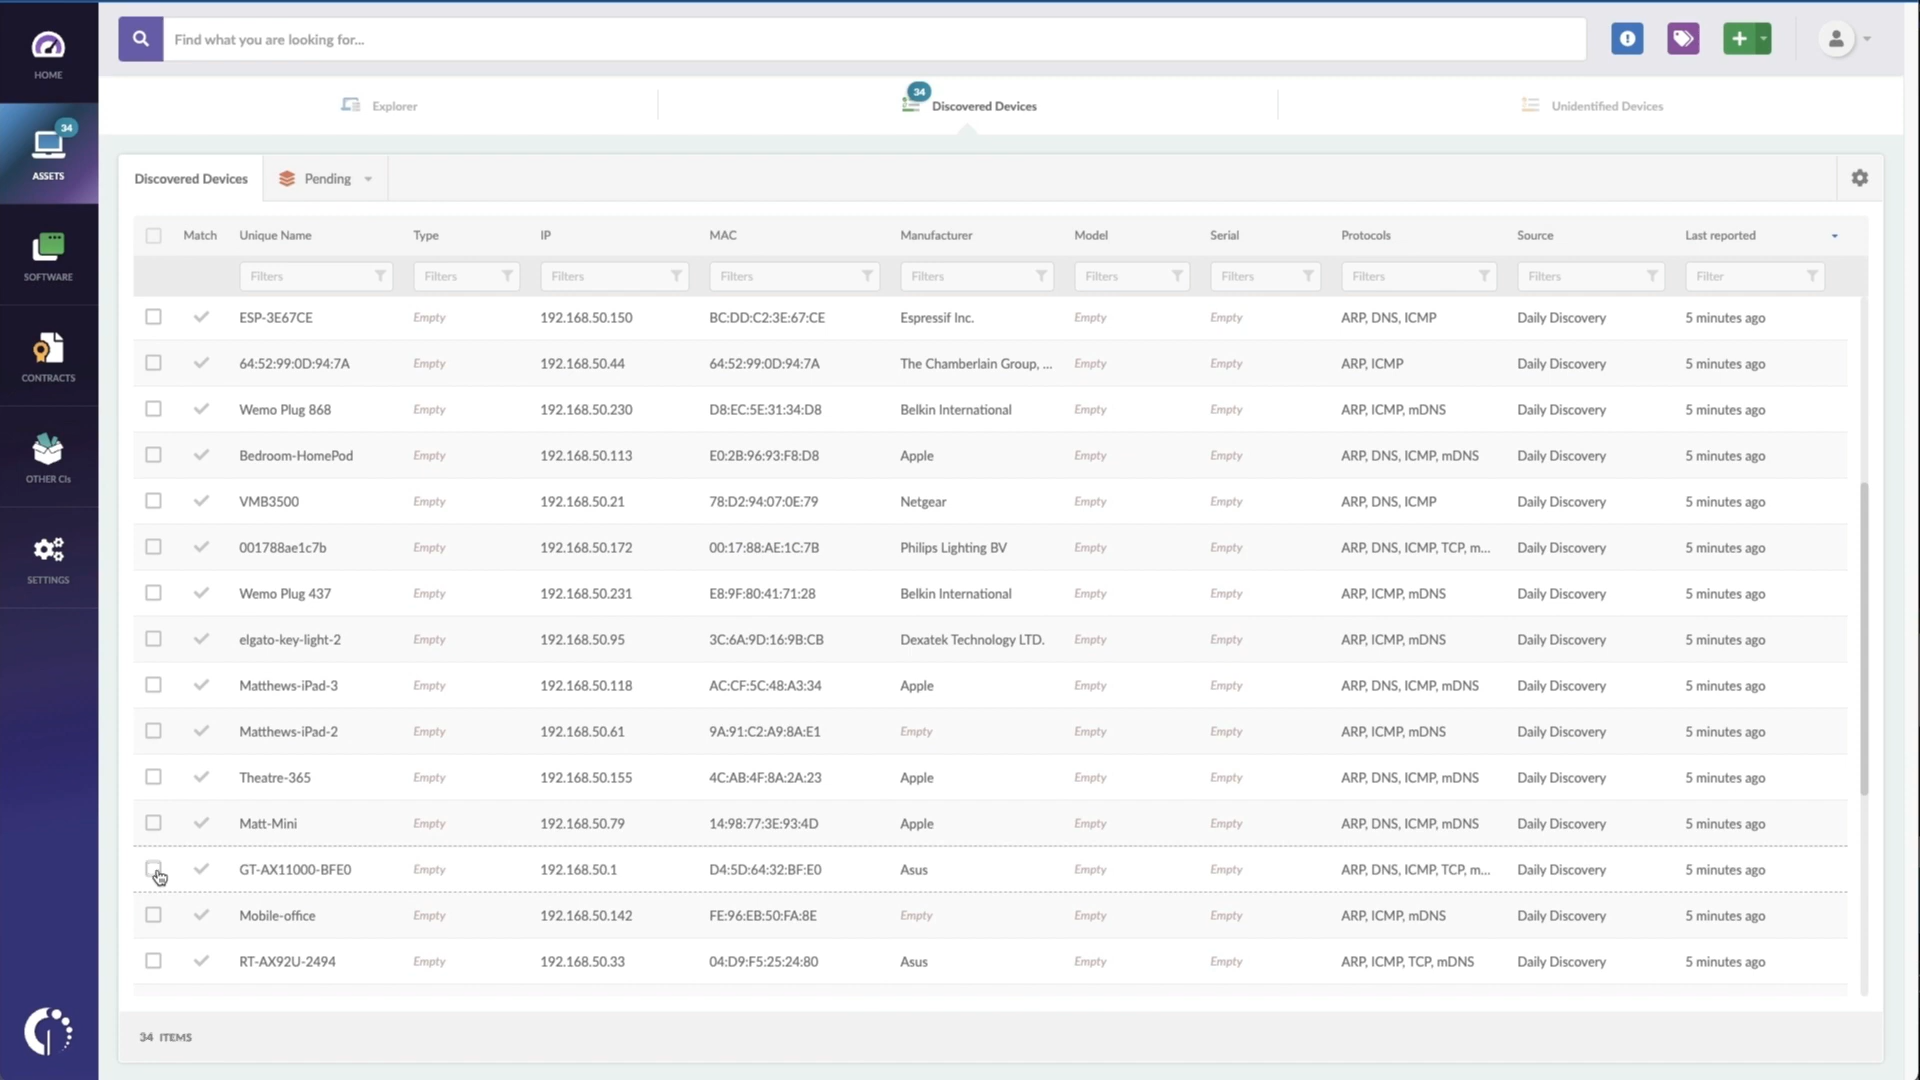 HOME
34
ASSETS
SOFTWARE
CONTRACTS
OTHER CIs
SETTINGS
Find what you are looking for...
Explorer
34
Discovered Devices
Unidentified Devices
Discovered Devices
Pending
Match Unique Name Type IP MAC Manufacturer Model Serial Protocols Source Last reported
Filters Filters Filters Filters Filters Filters Filters Filters Filters Filter
ESP-3E67CE Empty 192.168.50.150 BC:DD:C2:3E:67:CE Espressif Inc. Empty Empty ARP, DNS, ICMP Daily Discovery 5 minutes ago
64:52:99:0D:94:7A Empty 192.168.50.44 64:52:99:0D:94:7A The Chamberlain Group, ... Empty Empty ARP, ICMP Daily Discovery 5 minutes ago
Wemo Plug 868 Empty 192.168.50.230 D8:EC:5E:31:34:D8 Belkin International Empty Empty ARP, ICMP, mDNS Daily Discovery 5 minutes ago
Bedroom-HomePod Empty 192.168.50.113 E0:2B:96:93:F8:D8 Apple Empty Empty ARP, DNS, ICMP, mDNS Daily Discovery 5 minutes ago
VMB3500 Empty 192.168.50.21 78:D2:94:07:0E:79 Netgear Empty Empty ARP, DNS, ICMP Daily Discovery 5 minutes ago
001788ae1c7b Empty 192.168.50.172 00:17:88:AE:1C:7B Philips Lighting BV Empty Empty ARP, DNS, ICMP, TCP, m... Daily Discovery 5 minutes ago
Wemo Plug 437 Empty 192.168.50.231 E8:9F:80:41:71:28 Belkin International Empty Empty ARP, ICMP, mDNS Daily Discovery 5 minutes ago
elgato-key-light-2 Empty 192.168.50.95 3C:6A:9D:16:9B:CB Dexatek Technology LTD. Empty Empty ARP, ICMP, mDNS Daily Discovery 5 minutes ago
Matthews-iPad-3 Empty 192.168.50.118 AC:CF:5C:48:A3:34 Apple Empty Empty ARP, DNS, ICMP, mDNS Daily Discovery 5 minutes ago
Matthews-iPad-2 Empty 192.168.50.61 9A:91:C2:A9:8A:E1 Empty Empty Empty ARP, ICMP, mDNS Daily Discovery 5 minutes ago
Theatre-365 Empty 192.168.50.155 4C:AB:4F:8A:2A:23 Apple Empty Empty ARP, DNS, ICMP, mDNS Daily Discovery 5 minutes ago
Matt-Mini Empty 192.168.50.79 14:98:77:3E:93:4D Apple Empty Empty ARP, DNS, ICMP, mDNS Daily Discovery 5 minutes ago
GT-AX11000-BFE0 Empty 192.168.50.1 D4:5D:64:32:BF:E0 Asus Empty Empty ARP, DNS, ICMP, TCP, m... Daily Discovery 5 minutes ago
Mobile-office Empty 192.168.50.142 FE:96:EB:50:FA:8E Empty Empty Empty ARP, ICMP, mDNS Daily Discovery 5 minutes ago
RT-AX92U-2494 Empty 192.168.50.33 04:D9:F5:25:24:80 Asus Empty Empty ARP, ICMP, TCP, mDNS Daily Discovery 5 minutes ago
34 ITEMS